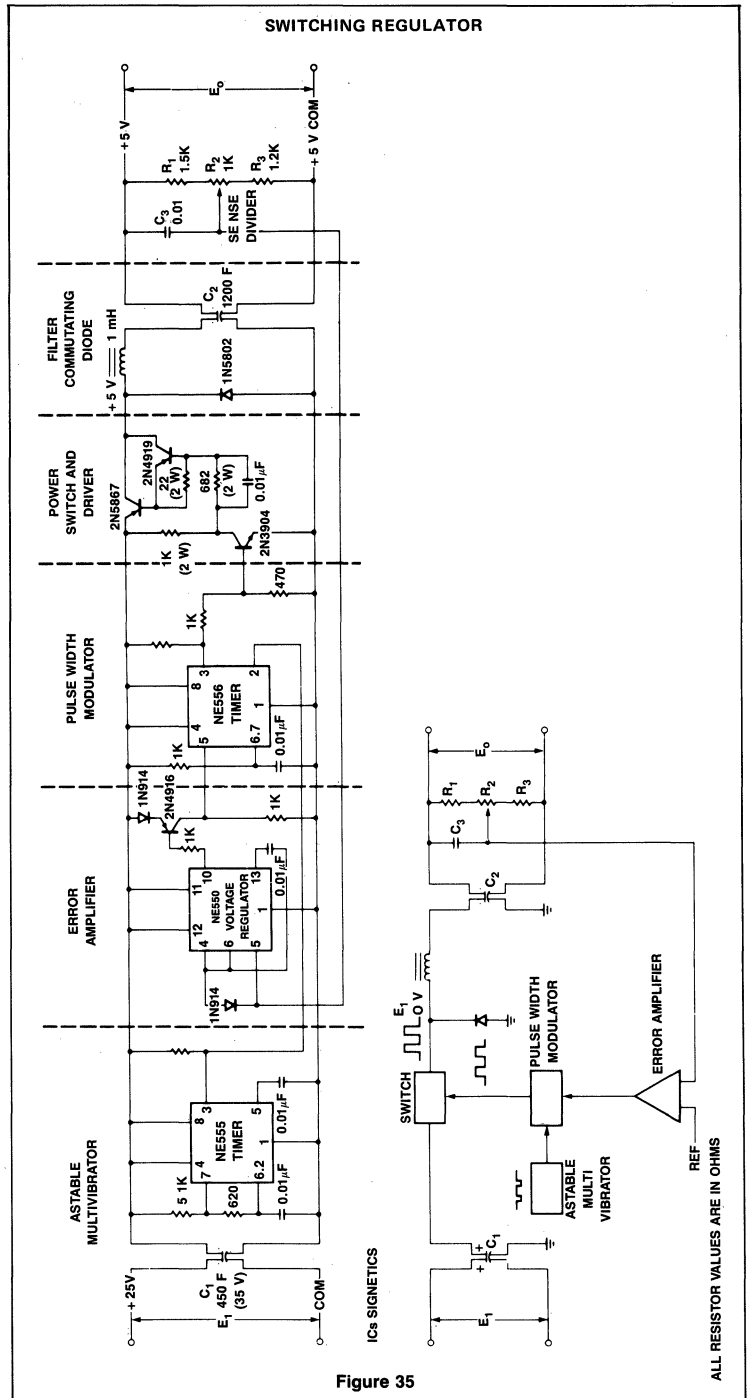 SWITCHING REGULATOR
ASTABLE
MULTIVIBRATOR
ERROR
AMPLIFIER
PULSE WIDTH
MODULATOR
POWER
SWITCH AND
DRIVER
FILTER
COMMUTATING
DIODE
+25V
E1
C1
450 F
(35 V)
COM
5 1K
620
7
4
8
3
NE555
TIMER
6.2
1
5
0.01µF
0.01µF
1N914
4
12
11
10
NE550
VOLTAGE
REGULATOR
6
5
1
13
0.01µF
1K
2N4916
1N914
1K
1K
0.01µF
4
8
5
3
NE556
TIMER
6.7
1
2
1K
470
1K
(2 W)
2N3904
2N5867
2N4919
22
(2 W)
682
(2 W)
0.01µF
+5 V
1 mH
1N5802
C2
1200 F
C3
0.01
SE NSE
DIVIDER
R1
1.5K
R2
1K
R3
1.2K
+5 V
Eo
+5 V COM
ICs SIGNETICS
E1
+
+
C1
SWITCH
E1
O V
ASTABLE
MULTI
VIBRATOR
PULSE WIDTH
MODULATOR
ERROR AMPLIFIER
REF
C2
C3
R1
R2
R3
Eo
ALL RESISTOR VALUES ARE IN OHMS
Figure 35